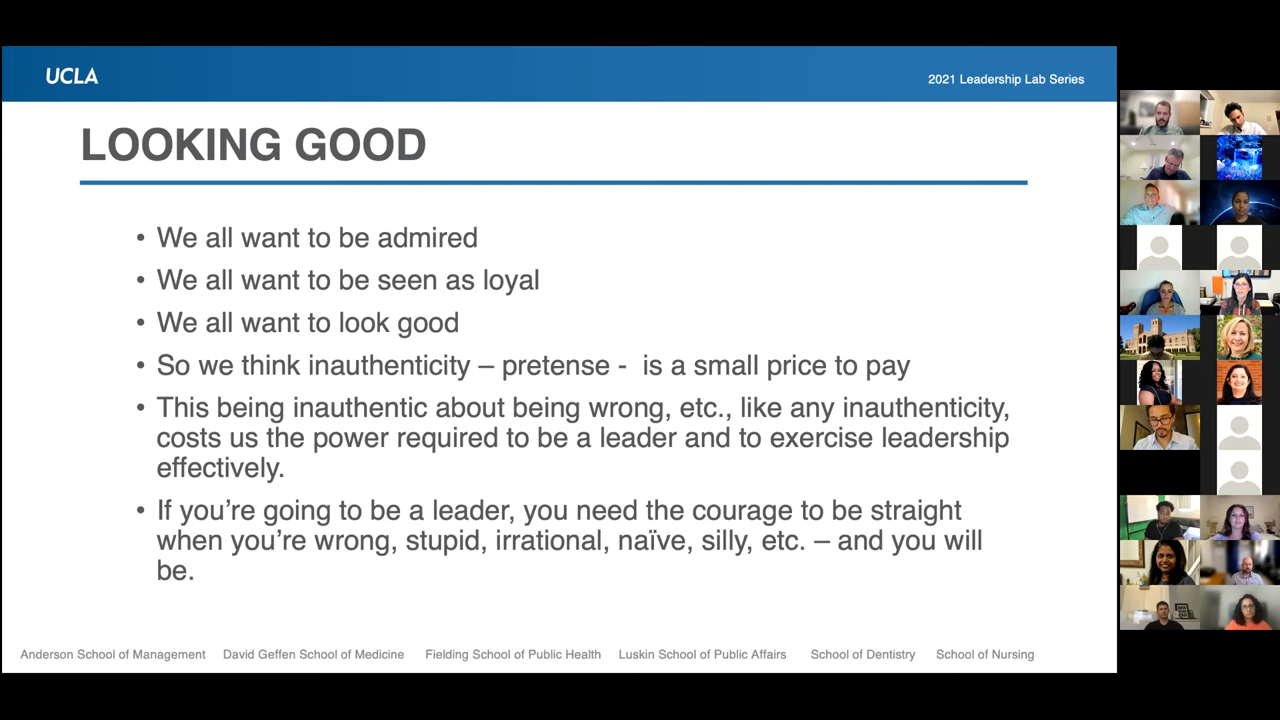 UCLA
2021 Leadership Lab Series
LOOKING GOOD
• We all want to be admired
• We all want to be seen as loyal
• We all want to look good
• So we think inauthenticity – pretense -  is a small price to pay
• This being inauthentic about being wrong, etc., like any inauthenticity,
costs us the power required to be a leader and to exercise leadership
effectively.
• If you’re going to be a leader, you need the courage to be straight
when you’re wrong, stupid, irrational, naïve, silly, etc. – and you will
be.
Anderson School of Management David Geffen School of Medicine Fielding School of Public Health Luskin School of Public Affairs School of Dentistry School of Nursing